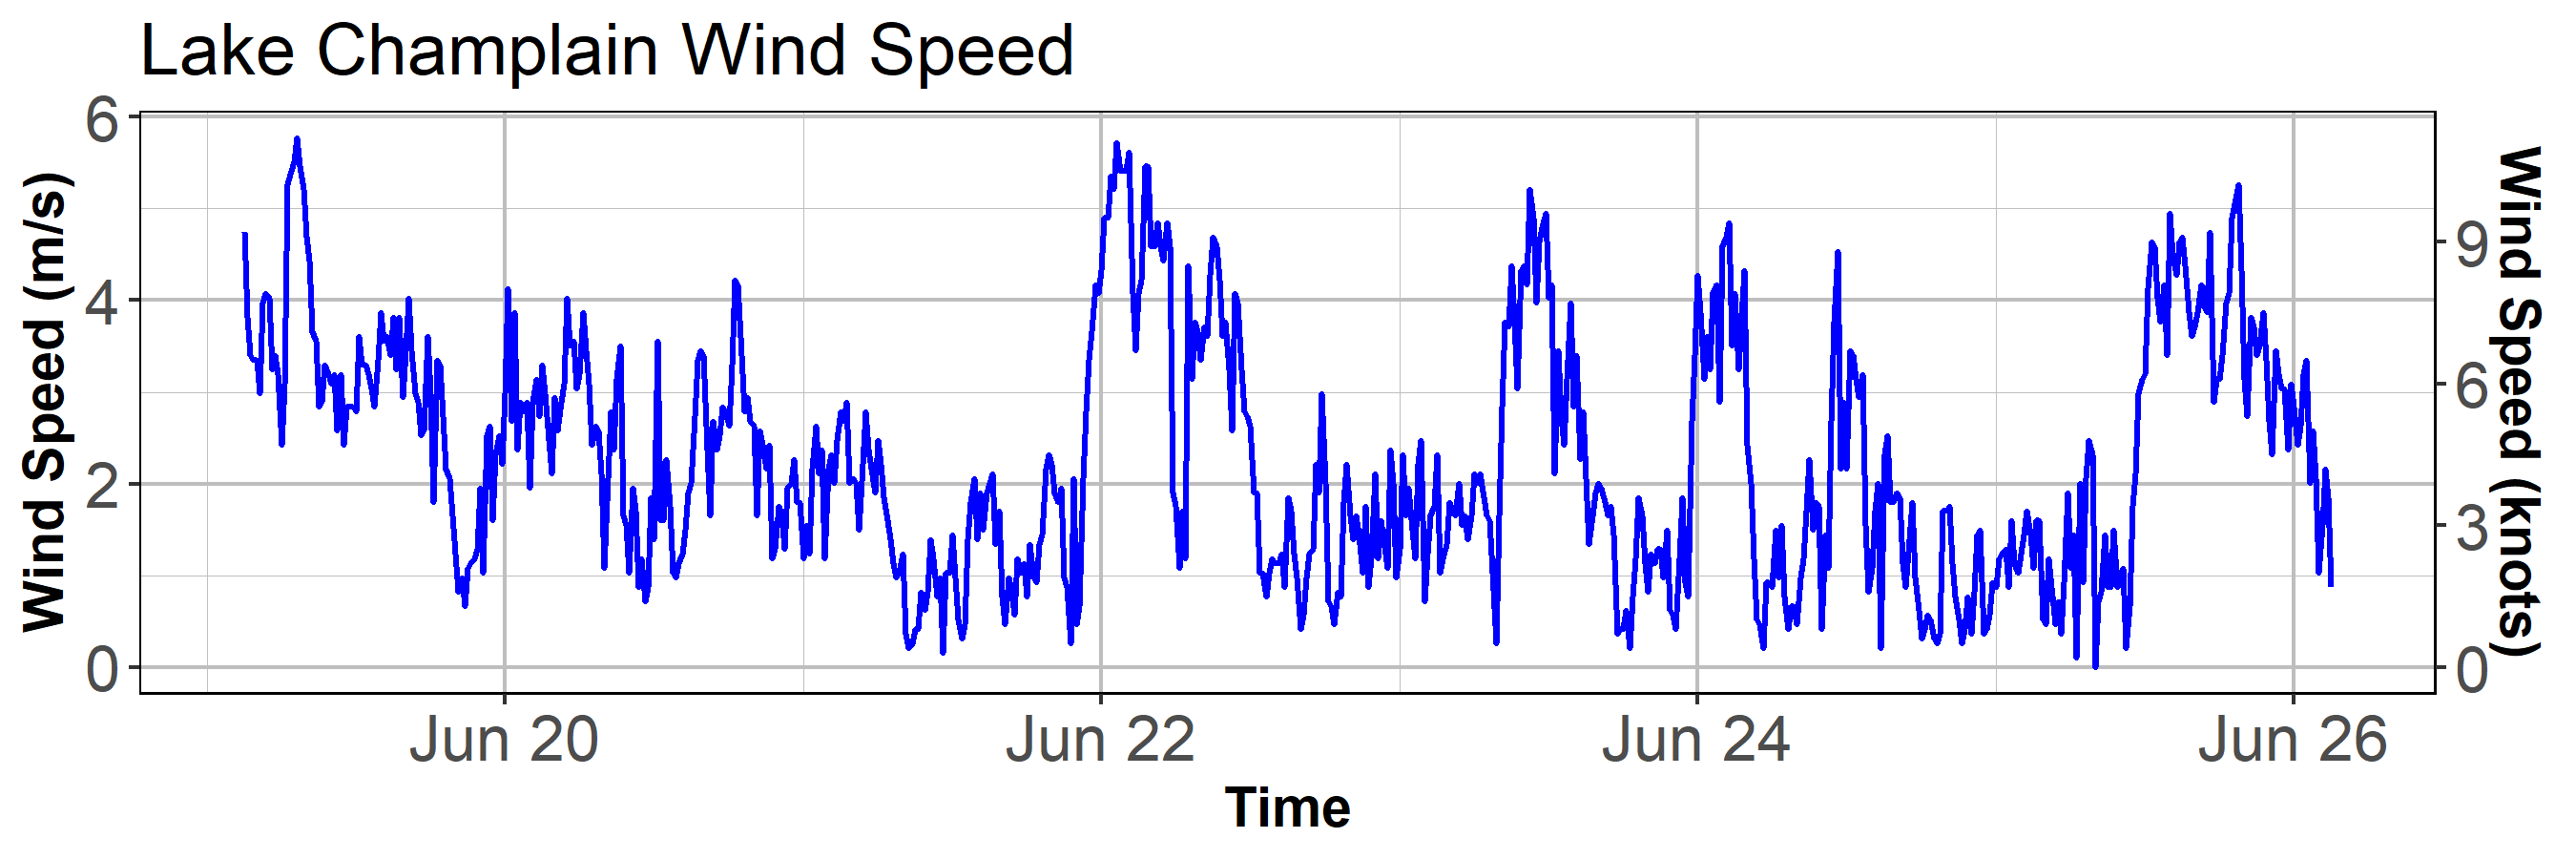 Lake Champlain Wind Speed
Wind Speed (m/s)
6
4
2
0
Wind Speed (knots)
9
6
3
0
Jun 20
Jun 22
Jun 24
Jun 26
Time